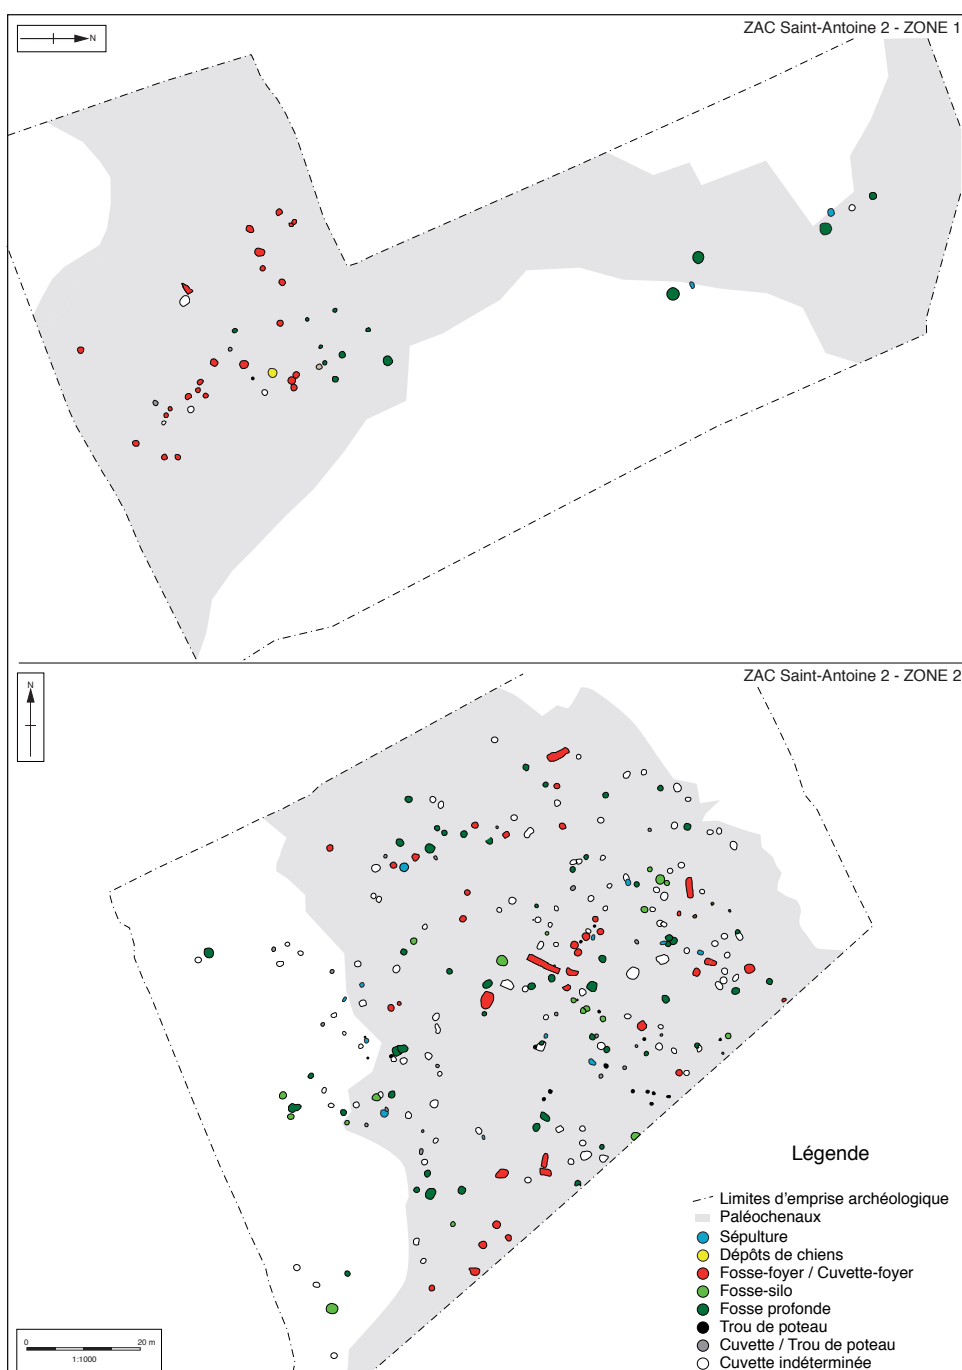 ZAC Saint-Antoine 2 - ZONE 1
N
ZAC Saint-Antoine 2 - ZONE 2
N
Légende
Limites d'emprise archéologique
Paléochenaux
Sépulture
Dépôts de chiens
Fosse-foyer / Cuvette-foyer
Fosse-silo
Fosse profonde
Trou de poteau
Cuvette / Trou de poteau
Cuvette indéterminée
0 20 m
1:1000